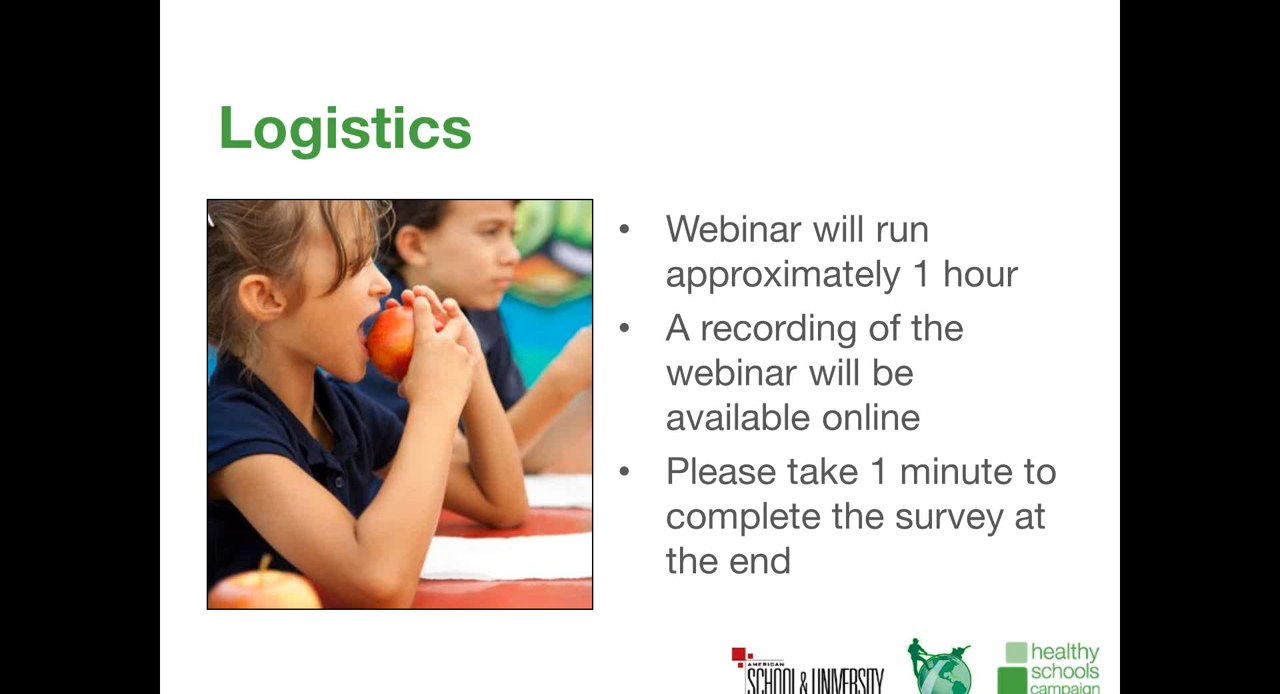 Logistics
• Webinar will run
approximately 1 hour
• A recording of the
webinar will be
available online
• Please take 1 minute to
complete the survey at
the end
AMERICAN
SCHOOL & UNIVERSITY
healthy
schools
campaign